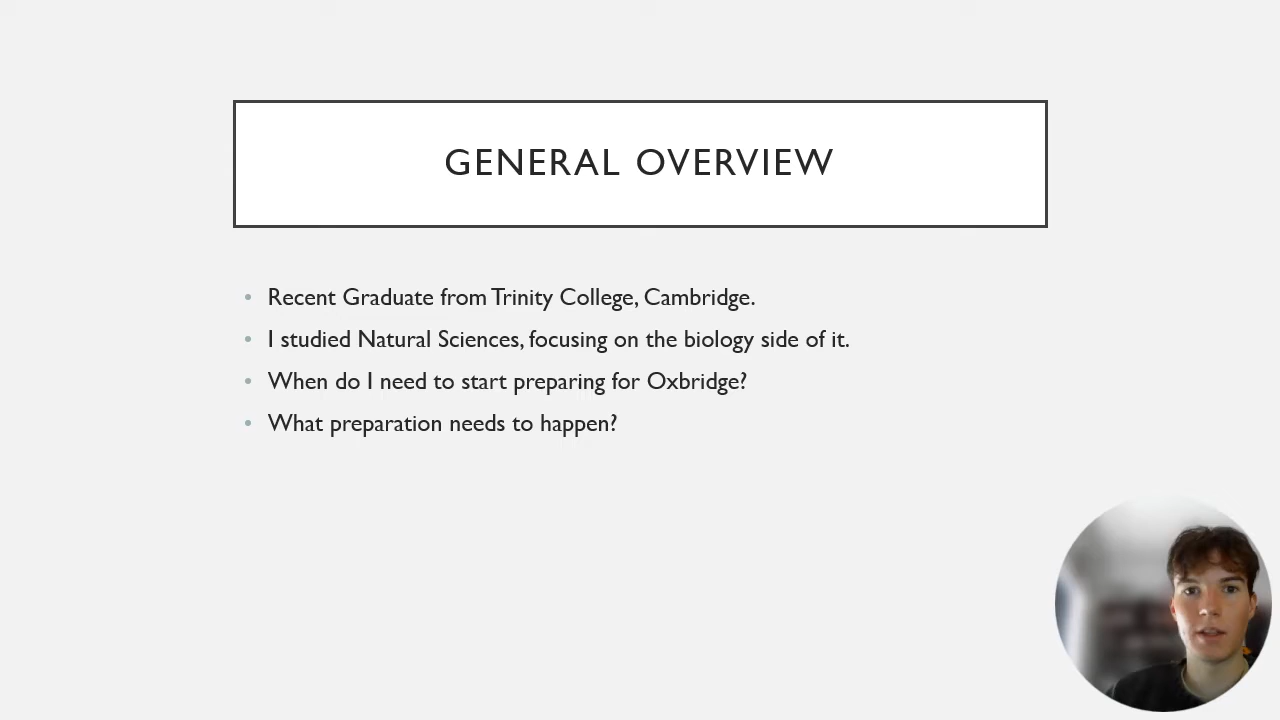 GENERAL OVERVIEW
• Recent Graduate from Trinity College, Cambridge.
• I studied Natural Sciences, focusing on the biology side of it.
• When do I need to start preparing for Oxbridge?
• What preparation needs to happen?